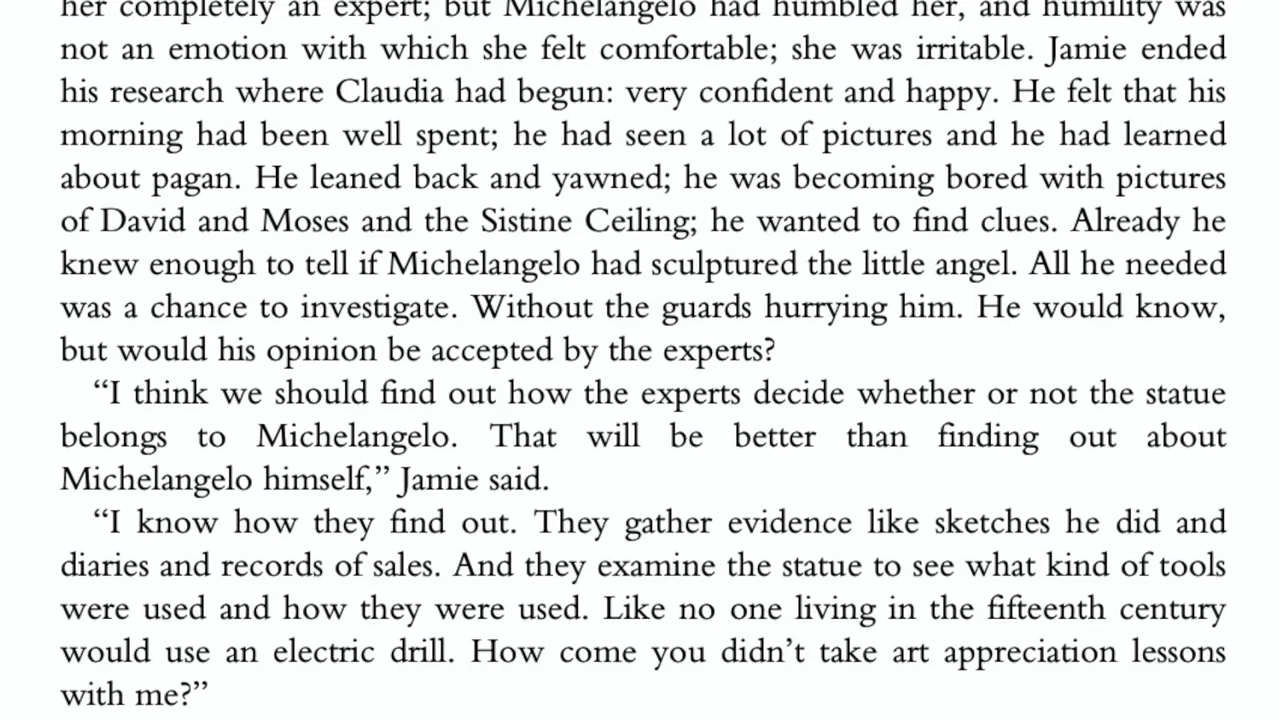 her completely an expert; but Michelangelo had humbled her, and humility was
not an emotion with which she felt comfortable; she was irritable. Jamie ended
his research where Claudia had begun: very confident and happy. He felt that his
morning had been well spent; he had seen a lot of pictures and he had learned
about pagan. He leaned back and yawned; he was becoming bored with pictures
of David and Moses and the Sistine Ceiling; he wanted to find clues. Already he
knew enough to tell if Michelangelo had sculptured the little angel. All he needed
was a chance to investigate. Without the guards hurrying him. He would know,
but would his opinion be accepted by the experts?
“I think we should find out how the experts decide whether or not the statue
belongs to Michelangelo. That will be better than finding out about
Michelangelo himself,” Jamie said.
“I know how they find out. They gather evidence like sketches he did and
diaries and records of sales. And they examine the statue to see what kind of tools
were used and how they were used. Like no one living in the fifteenth century
would use an electric drill. How come you didn’t take art appreciation lessons
with me?”